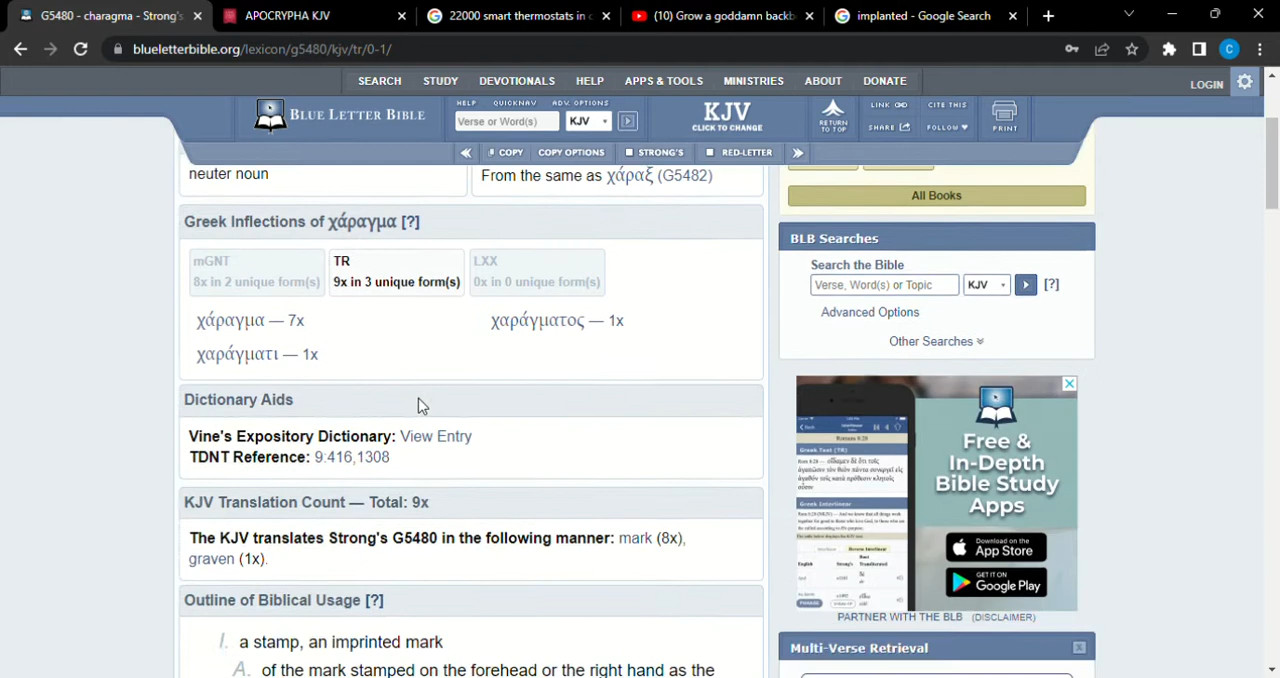 G5480 - charagma - Strong's
APOCRYPHA KJV
22000 smart thermostats in c
(10) Grow a goddamn backb
implanted - Google Search
blueletterbible.org/lexicon/g5480/kjv/tr/0-1/
C
SEARCH STUDY DEVOTIONALS HELP APPS & TOOLS MINISTRIES ABOUT DONATE
LOGIN
BLUE LETTER BIBLE
HELP QUICKNAV ADV. OPTIONS
Verse or Word(s) KJV
KJV
CLICK TO CHANGE
RETURN
TO TOP
LINK CITE THIS
SHARE FOLLOW
PRINT
COPY COPY OPTIONS STRONG'S RED-LETTER
neuter noun
From the same as χάραξ (G5482)
Greek Inflections of χάραγμα [?]
mGNT
8x in 2 unique form(s)
TR
9x in 3 unique form(s)
LXX
0x in 0 unique form(s)
χάραγμα — 7x
χαράγματος — 1x
χαράγματι — 1x
Dictionary Aids
Vine's Expository Dictionary: View Entry
TDNT Reference: 9:416,1308
KJV Translation Count — Total: 9x
The KJV translates Strong's G5480 in the following manner: mark (8x),
graven (1x).
Outline of Biblical Usage [?]
I. a stamp, an imprinted mark
A. of the mark stamped on the forehead or the right hand as the
All Books
BLB Searches
Search the Bible
Verse, Word(s) or Topic KJV [?]
Advanced Options
Other Searches
Free &
In-Depth
Bible Study
Apps
Download on the
App Store
GET IT ON
Google Play
PARTNER WITH THE BLB (DISCLAIMER)
Multi-Verse Retrieval